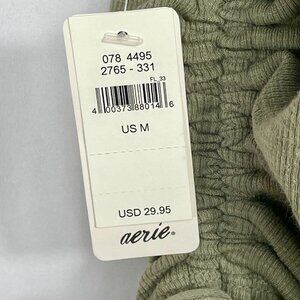 078 4495
2765 - 331
FL_33
4 00373 88014 6
US M
USD 29.95
aerie®